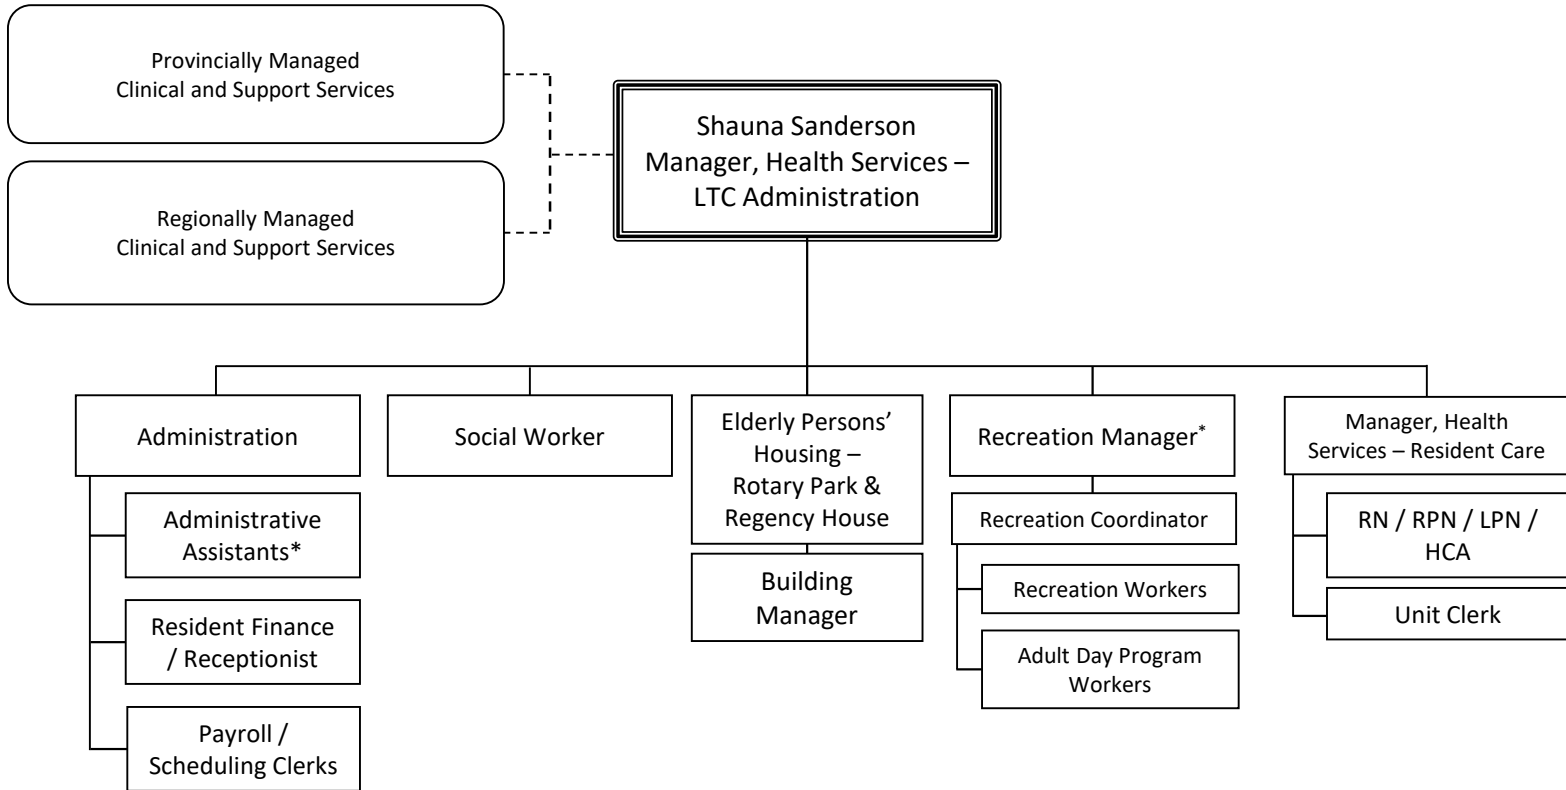 Provincially Managed
Clinical and Support Services
Shauna Sanderson
Manager, Health Services –
LTC Administration
Regionally Managed
Clinical and Support Services
Administration
Administrative
Assistants*
Resident Finance
/ Receptionist
Payroll /
Scheduling Clerks
Social Worker
Elderly Persons’
Housing –
Rotary Park &
Regency House
Building
Manager
Recreation Manager*
Recreation Coordinator
Recreation Workers
Adult Day Program
Workers
Manager, Health
Services – Resident Care
RN / RPN / LPN /
HCA
Unit Clerk